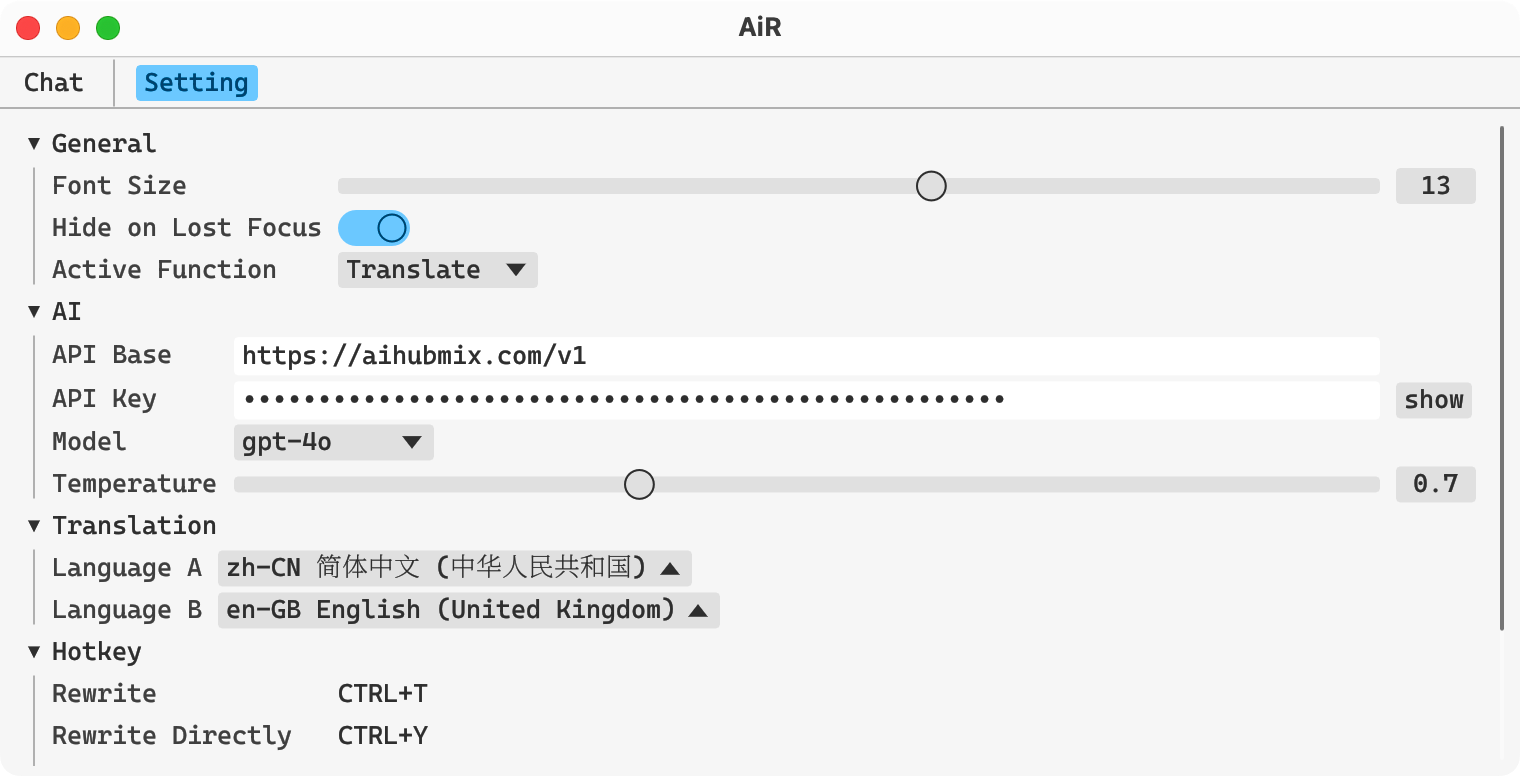 AiR
Chat Setting
▼ General
Font Size 13
Hide on Lost Focus
Active Function Translate ▼
▼ AI
API Base https://aihubmix.com/v1
API Key ••••••••••••••••••••••••••••••••••••••••••••••••••• show
Model gpt-4o ▼
Temperature 0.7
▼ Translation
Language A zh-CN 简体中文 (中华人民共和国) ▲
Language B en-GB English (United Kingdom) ▲
▼ Hotkey
Rewrite CTRL+T
Rewrite Directly CTRL+Y